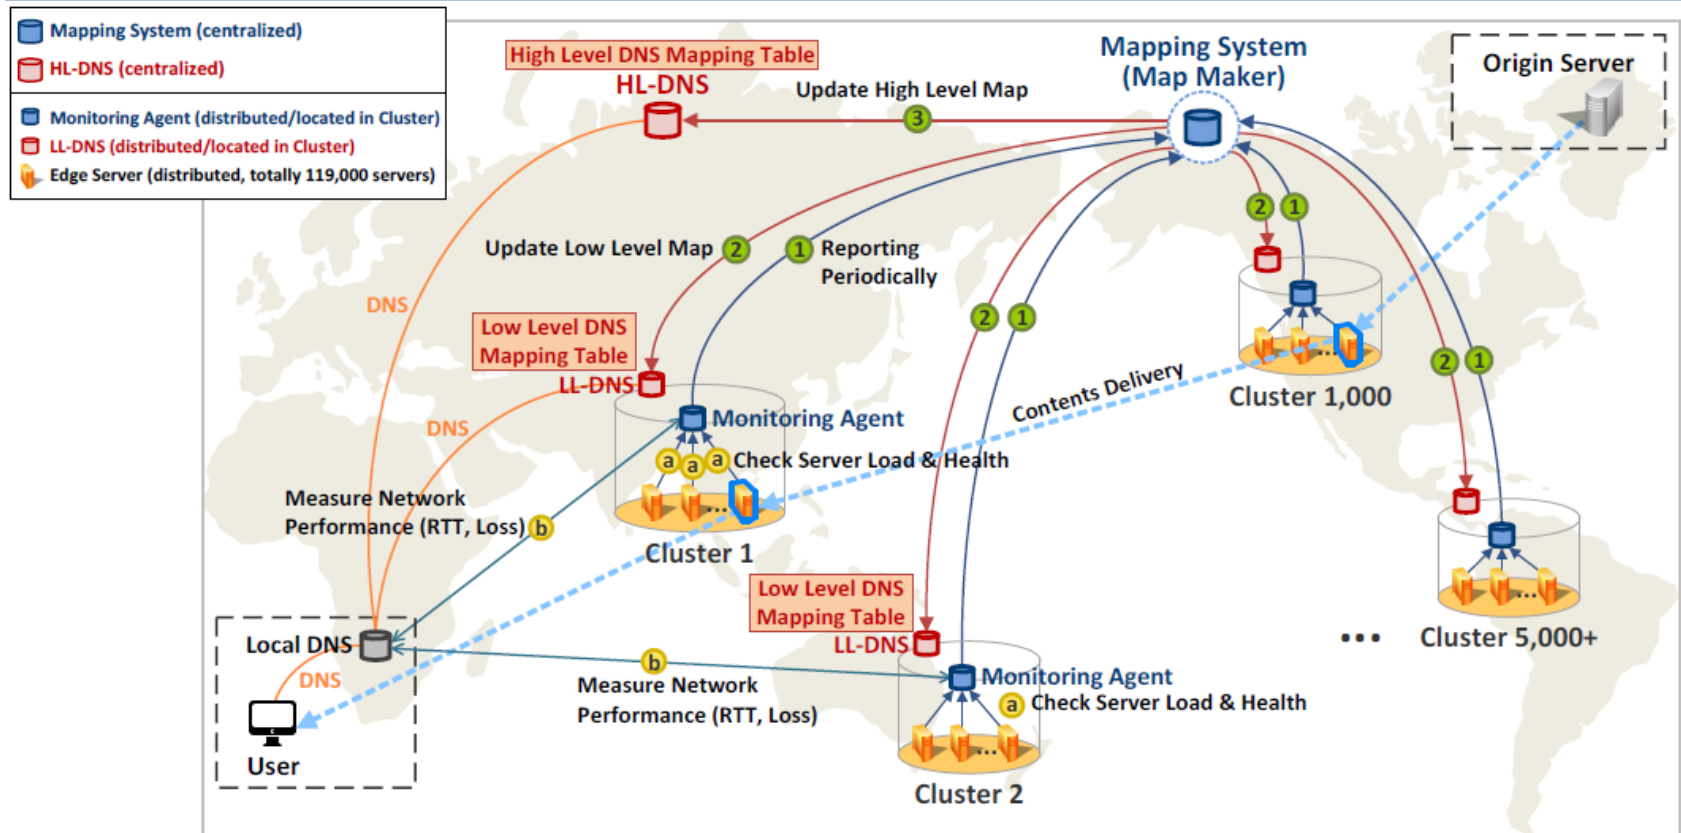 Mapping System (centralized)
HL-DNS (centralized)
Monitoring Agent (distributed/located in Cluster)
LL-DNS (distributed/located in Cluster)
Edge Server (distributed, totally 119,000 servers)
High Level DNS Mapping Table
HL-DNS
Update High Level Map
3
Mapping System
(Map Maker)
Origin Server
2
1
Update Low Level Map
2
1
Reporting
Periodically
DNS
Low Level DNS
Mapping Table
LL-DNS
2
1
2
1
...
Cluster 1,000
Contents Delivery
DNS
Monitoring Agent
a
a
a
Check Server Load & Health
...
Measure Network
Performance (RTT, Loss)
b
Cluster 1
Low Level DNS
Mapping Table
LL-DNS
...
...
Cluster 5,000+
Local DNS
DNS
b
Measure Network
Performance (RTT, Loss)
Monitoring Agent
a
Check Server Load & Health
...
User
Cluster 2